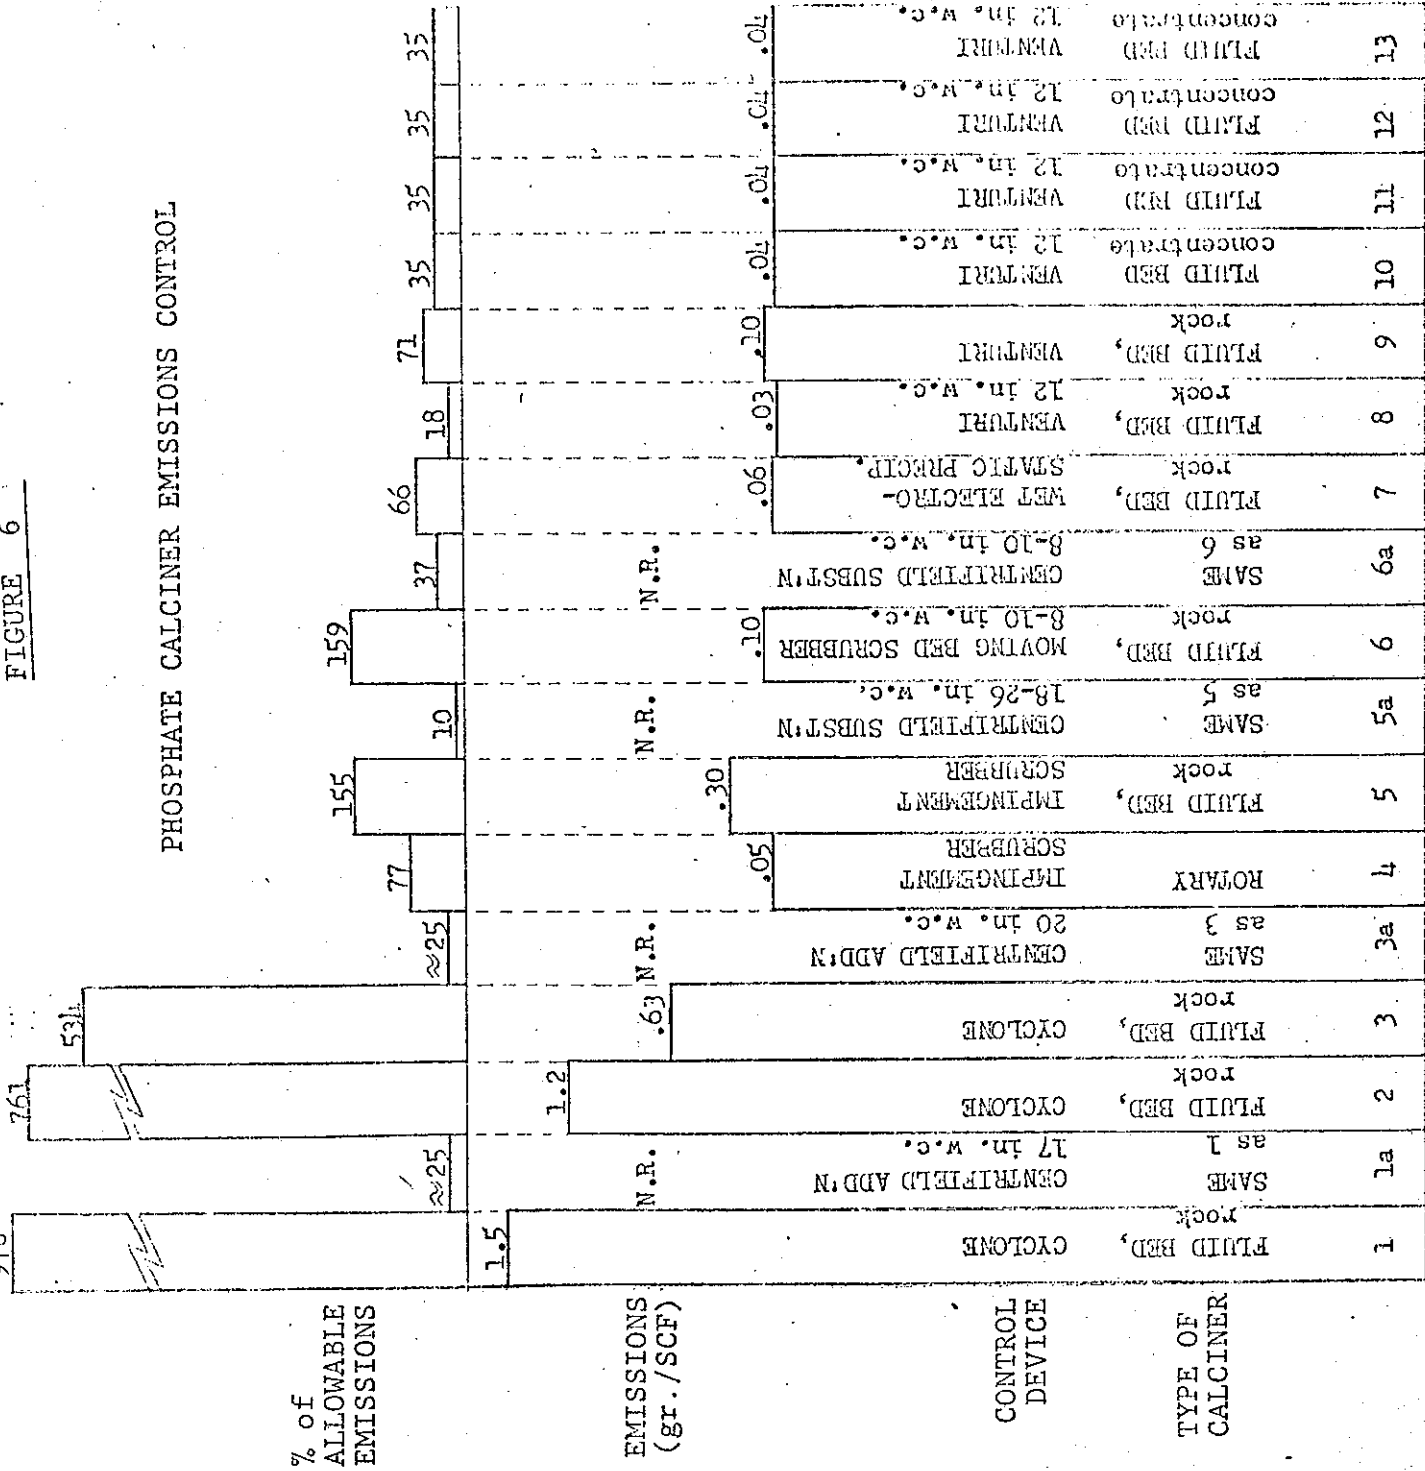 FIGURE 6
PHOSPHATE CALCINER EMISSIONS CONTROL
% of
ALLOWABLE
EMISSIONS
761
≈25
534
≈25
77
155
10
159
37
66
18
71
35
35
35
35
EMISSIONS
(gr./SCF)
1.5
N.R.
1.2
.63
N.R.
.05
.30
N.R.
.10
N.R.
.06
.03
.10
.04
.04
.04
.04
CONTROL
DEVICE
CYCLONE
CENTRIFIELD ADD'N
17 in. w.c.
CYCLONE
CYCLONE
CENTRIFIELD ADD'N
20 in. w.c.
IMPINGEMENT
SCRUBBER
IMPINGEMENT
SCRUBBER
CENTRIFIELD SUBST'N
18-26 in. w.c.
MOVING BED SCRUBBER
8-10 in. w.c.
CENTRIFIELD SUBST'N
8-10 in. w.c.
WET ELECTRO-
STATIC PRECIP.
VENTURI
12 in. w.c.
VENTURI
VENTURI
12 in. w.c.
VENTURI
12 in. w.c.
VENTURI
12 in. w.c.
VENTURI
12 in. w.c.
TYPE OF
CALCINER
FLUID BED,
rock
SAME
as 1
FLUID BED,
rock
FLUID BED,
rock
SAME
as 3
ROTARY
FLUID BED,
rock
SAME
as 5
FLUID BED,
rock
SAME
as 6
FLUID BED,
rock
FLUID BED,
rock
FLUID BED,
rock
FLUID BED
concentrate
FLUID BED
concentrate
FLUID BED
concentrate
FLUID BED
concentrate
1
1a
2
3
3a
4
5
5a
6
6a
7
8
9
10
11
12
13